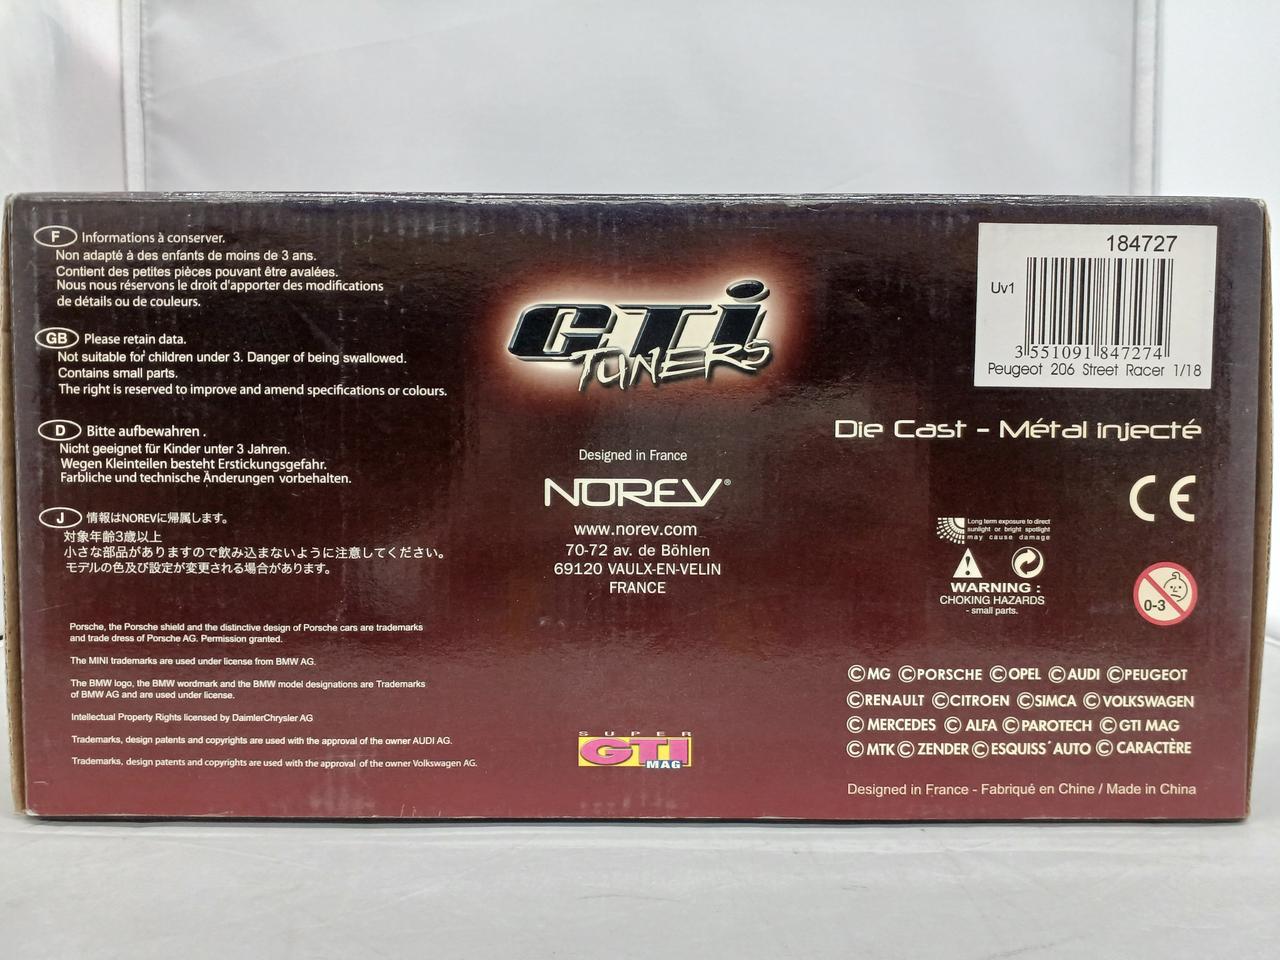 F Informations à conserver.
Non adapté à des enfants de moins de 3 ans.
Contient des petites pièces pouvant être avalées.
Nous nous réservons le droit d'apporter des modifications
de détails ou de couleurs.
GB Please retain data.
Not suitable for children under 3. Danger of being swallowed.
Contains small parts.
The right is reserved to improve and amend specifications or colours.
D Bitte aufbewahren .
Nicht geeignet für Kinder unter 3 Jahren.
Wegen Kleinteilen besteht Erstickungsgefahr.
Farbliche und technische Änderungen vorbehalten.
J 情報はNOREVに帰属します。
対象年齢3歳以上
小さな部品がありますので飲み込まないように注意してください。
モデルの色及び設定が変更される場合があります。
Porsche, the Porsche shield and the distinctive design of Porsche cars are trademarks
and trade dress of Porsche AG. Permission granted.
The MINI trademarks are used under license from BMW AG.
The BMW logo, the BMW wordmark and the BMW model designations are Trademarks
of BMW AG and are used under license.
Intellectual Property Rights licensed by DaimlerChrysler AG
Trademarks, design patents and copyrights are used with the approval of the owner AUDI AG.
Trademarks, design patents and copyrights are used with the approval of the owner Volkswagen AG.
GTi
TUNERS
Designed in France
NOREV®
www.norev.com
70-72 av. de Böhlen
69120 VAULX-EN-VELIN
FRANCE
SUPER
GTI
MAG
184727
Uv1
3 551091 847274
Peugeot 206 Street Racer 1/18
Die Cast - Métal injecté
CE
Long term exposure to direct
sunlight or bright spotlight
may cause damage
WARNING :
CHOKING HAZARDS
- small parts.
0-3
©MG ©PORSCHE ©OPEL ©AUDI ©PEUGEOT
©RENAULT ©CITROEN ©SIMCA ©VOLKSWAGEN
© MERCEDES © ALFA © PAROTECH © GTI MAG
© MTK © ZENDER © ESQUISS´AUTO © CARACTÈRE
Designed in France - Fabriqué en Chine / Made in China